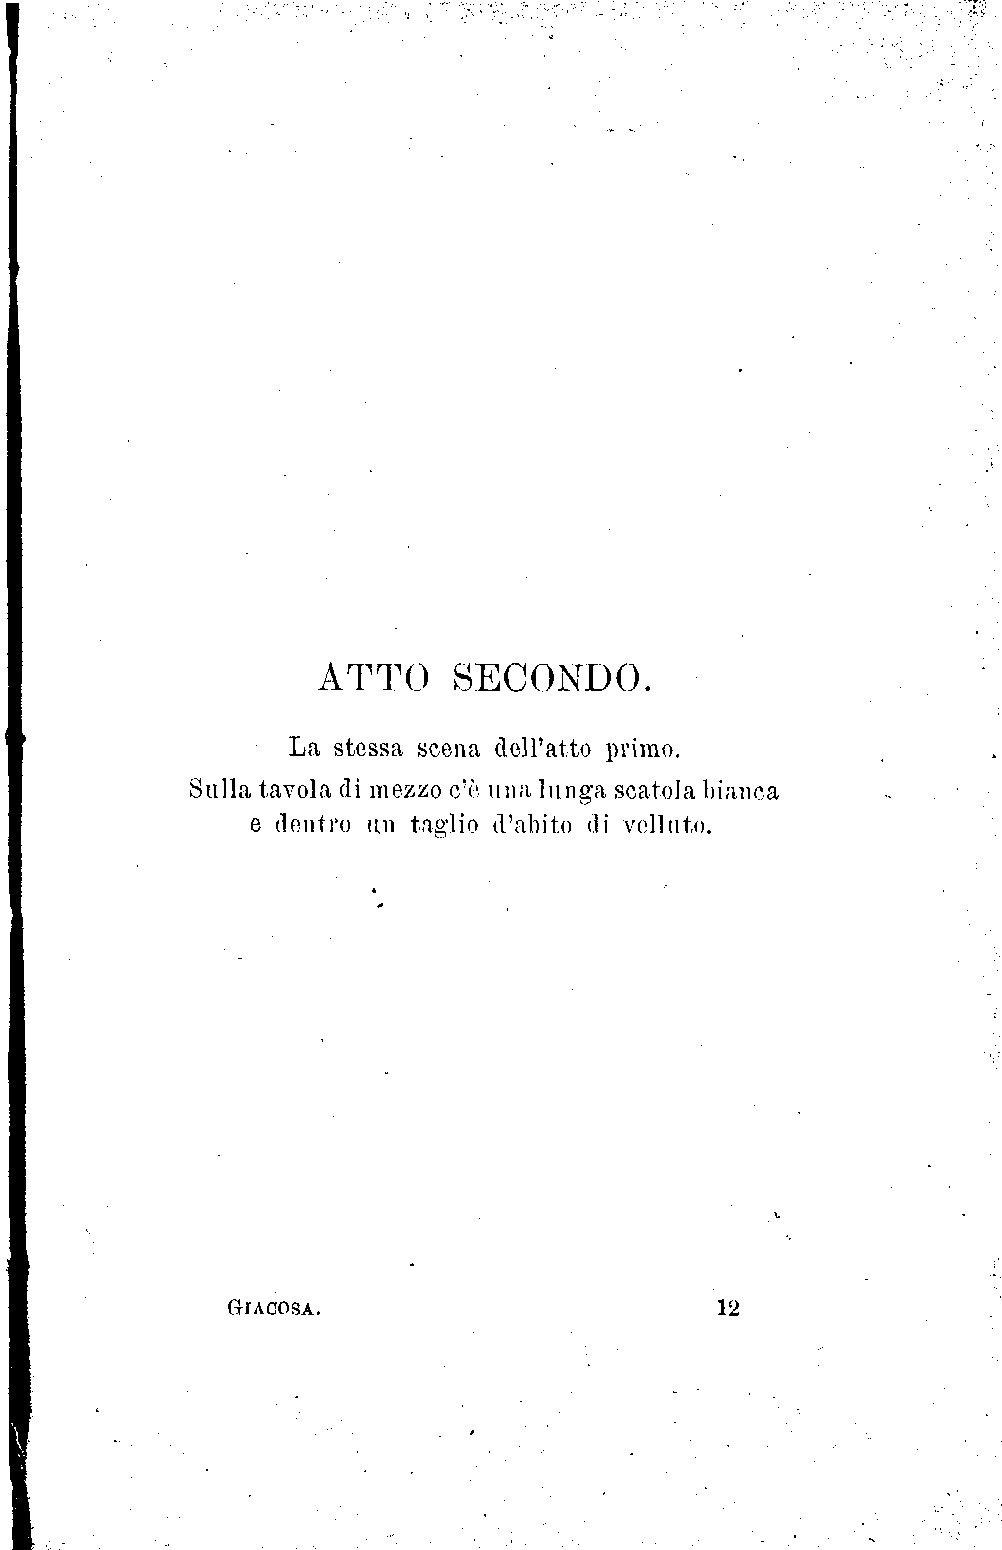 ATTO SECONDO.
La stessa scena dell'atto primo.
Sulla tavola di mezzo c'è una lunga scatola bianca
e dentro un taglio d'abito di velluto.
GIACOSA. 12